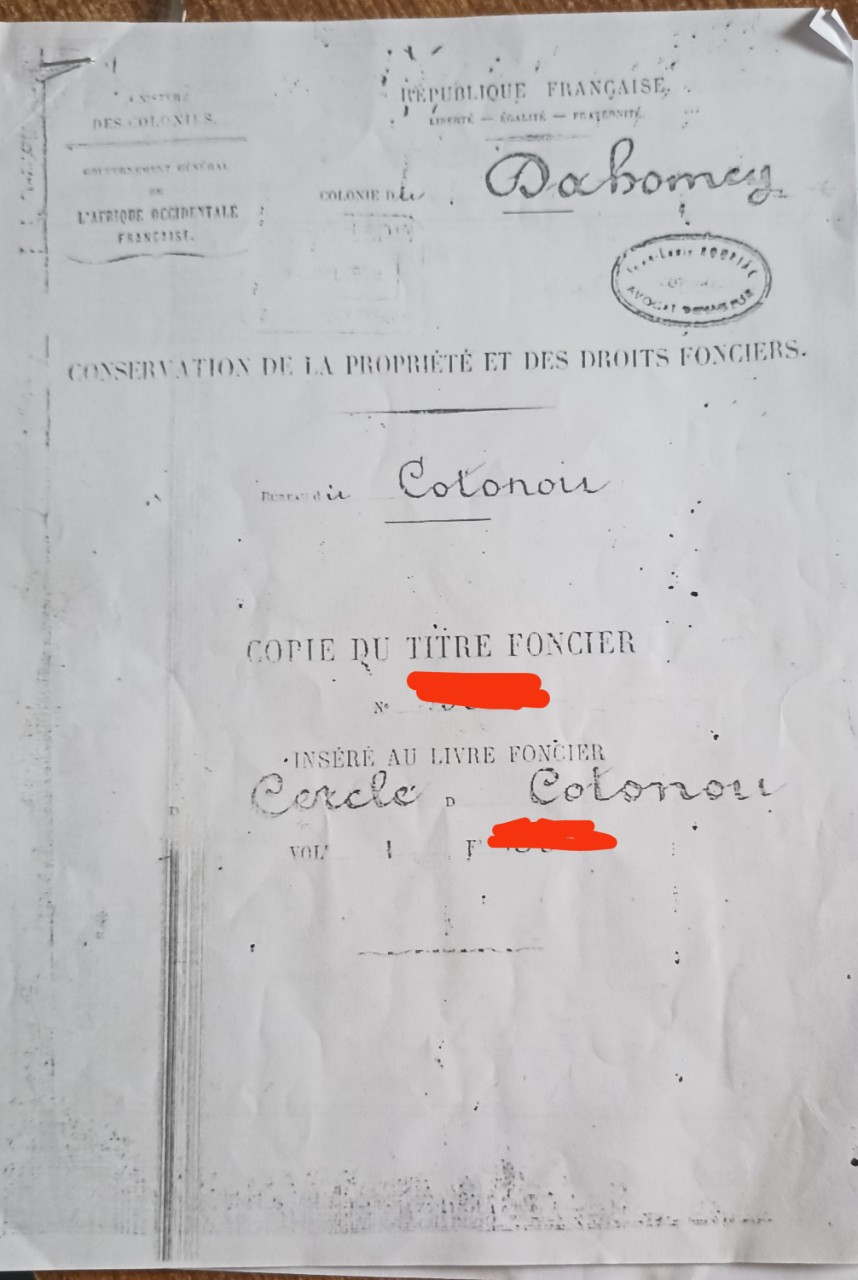 MINISTÈRE
DES COLONIES.
GOUVERNEMENT GÉNÉRAL
DE
L'AFRIQUE OCCIDENTALE
FRANÇAISE.
RÉPUBLIQUE FRANÇAISE,
LIBERTÉ — ÉGALITÉ — FRATERNITÉ.
COLONIE DU Dahomey
AVOCAT DEFENSEUR
CONSERVATION DE LA PROPRIÉTÉ ET DES DROITS FONCIERS.
Bureau de Cotonou
COPIE DU TITRE FONCIER
N°
INSÉRÉ AU LIVRE FONCIER
Cercle D Cotonou
VOL 1 F°